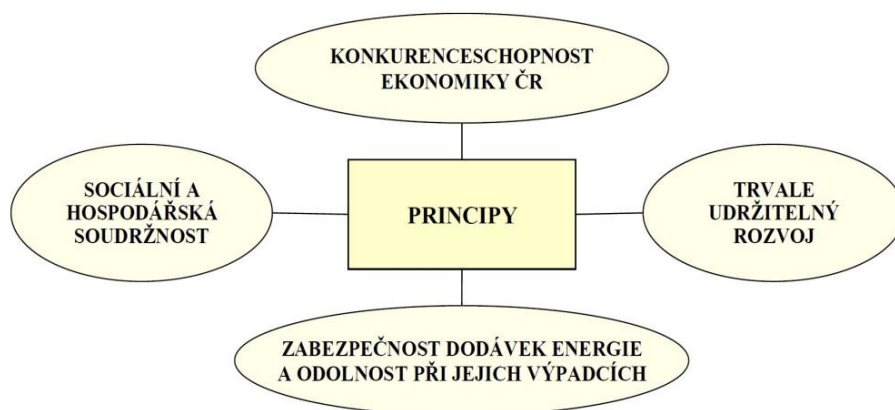 KONKURENCESCHOPNOST
EKONOMIKY ČR
SOCIÁLNÍ A
HOSPODÁŘSKÁ
SOUDRŽNOST
PRINCIPY
TRVALE
UDRŽITELNÝ
ROZVOJ
ZABEZPEČNOST DODÁVEK ENERGIE
A ODOLNOST PŘI JEJICH VÝPADCÍCH